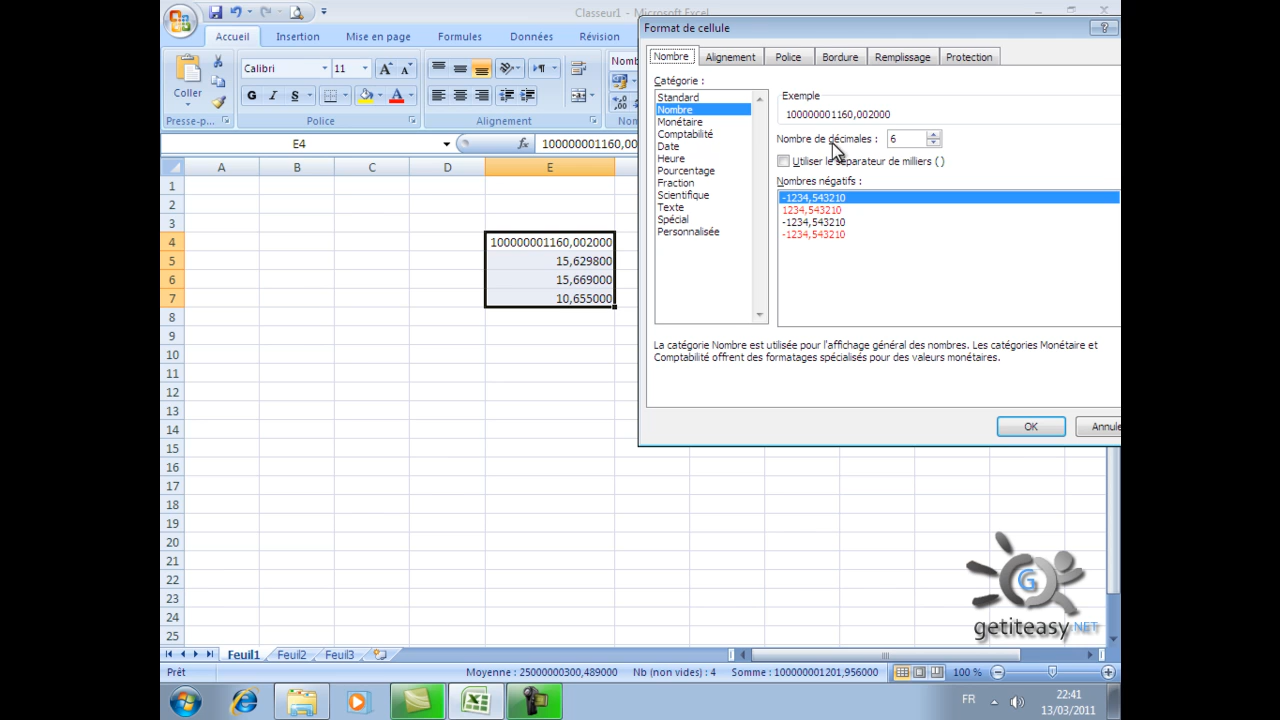 Classeur1 - Microsoft Excel
Accueil
Insertion
Mise en page
Formules
Données
Révision
Coller
Presse-p...
Calibri
11
G I S
Police
Alignement
Nomb
Nom
E4
fx
100000001160,00
A B C D E
1
2
3
4 100000001160,002000
5 15,629800
6 15,669000
7 10,655000
8
9
10
11
12
13
14
15
16
17
18
19
20
21
22
23
24
25
Format de cellule
Nombre
Alignement
Police
Bordure
Remplissage
Protection
Catégorie :
Standard
Nombre
Monétaire
Comptabilité
Date
Heure
Pourcentage
Fraction
Scientifique
Texte
Spécial
Personnalisée
Exemple
100000001160,002000
Nombre de décimales : 6
Utiliser le séparateur de milliers ( )
Nombres négatifs :
-1234,543210
1234,543210
-1234,543210
-1234,543210
La catégorie Nombre est utilisée pour l'affichage général des nombres. Les catégories Monétaire et
Comptabilité offrent des formatages spécialisés pour des valeurs monétaires.
OK
Annule
G
getiteasy.NET
Feuil1
Feuil2
Feuil3
Prêt
Moyenne : 25000000300,489000
Nb (non vides) : 4
Somme : 100000001201,956000
100 %
FR
22:41
13/03/2011